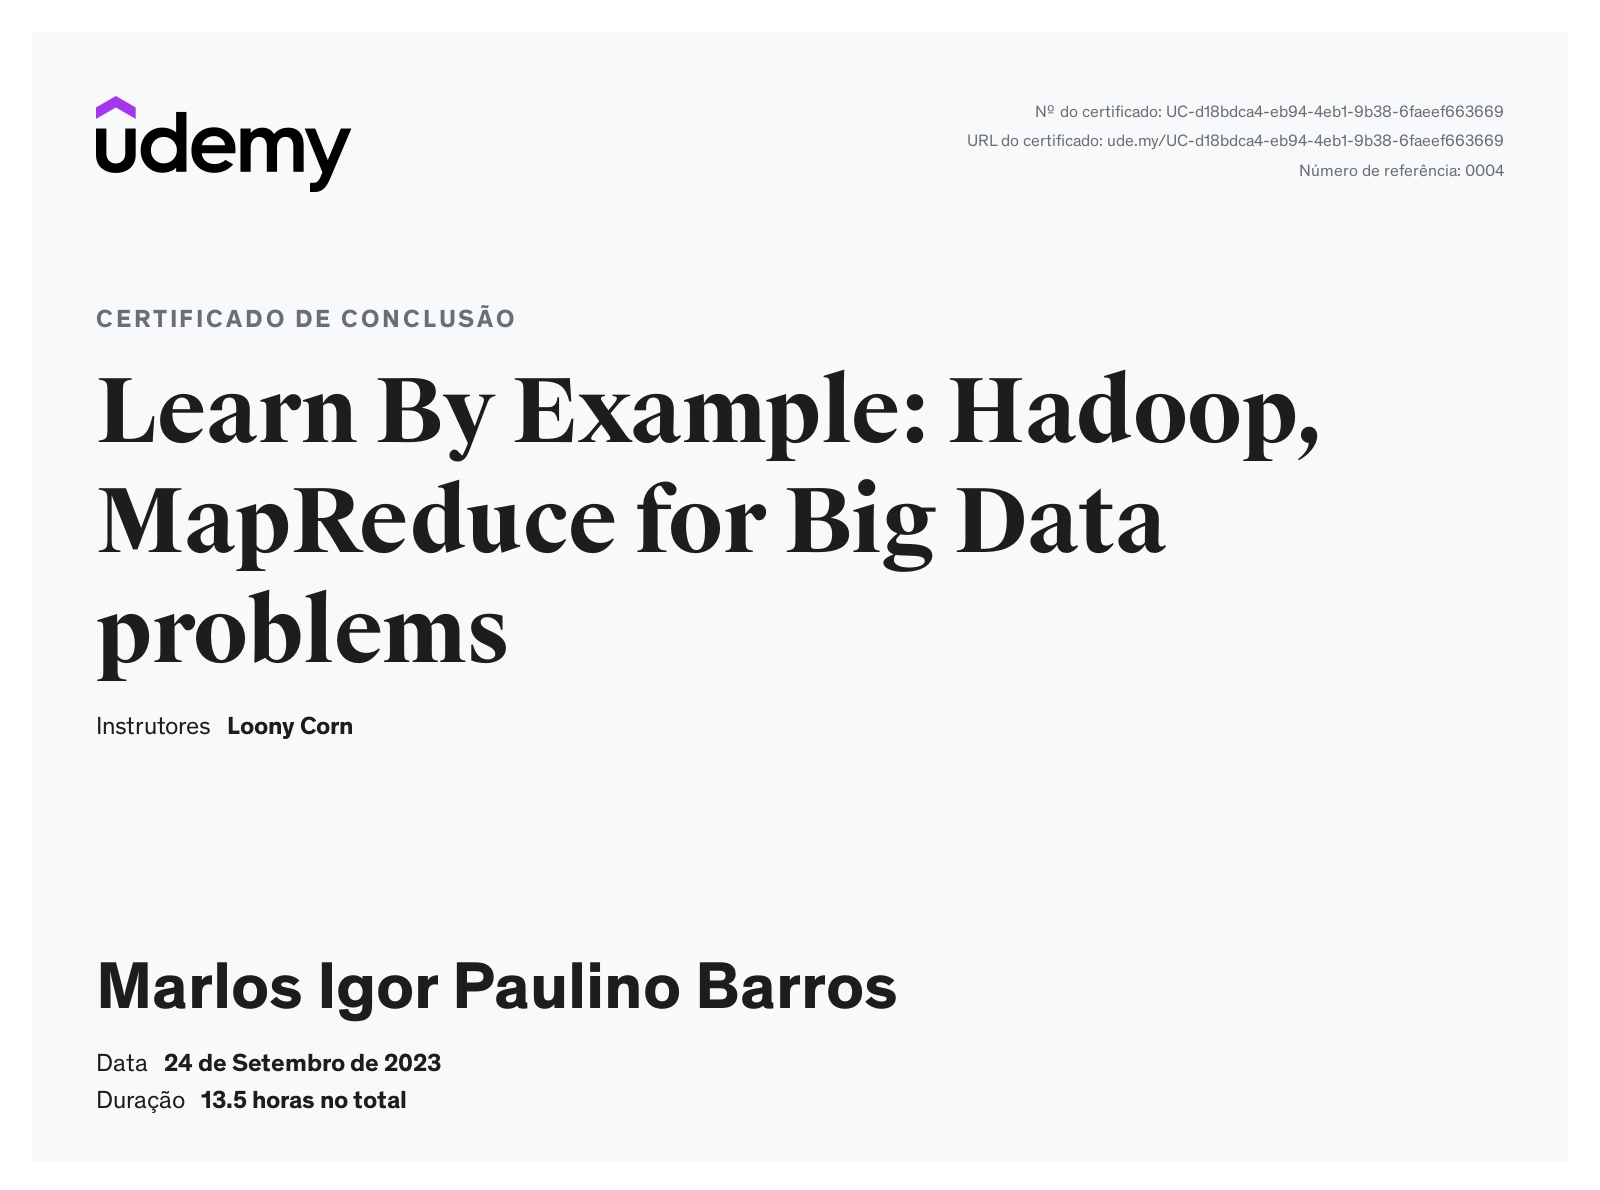 udemy
Nº do certificado: UC-d18bdca4-eb94-4eb1-9b38-6faeef663669
URL do certificado: ude.my/UC-d18bdca4-eb94-4eb1-9b38-6faeef663669
Número de referência: 0004
CERTIFICADO DE CONCLUSÃO
Learn By Example: Hadoop,
MapReduce for Big Data
problems
Instrutores Loony Corn
Marlos Igor Paulino Barros
Data 24 de Setembro de 2023
Duração 13.5 horas no total